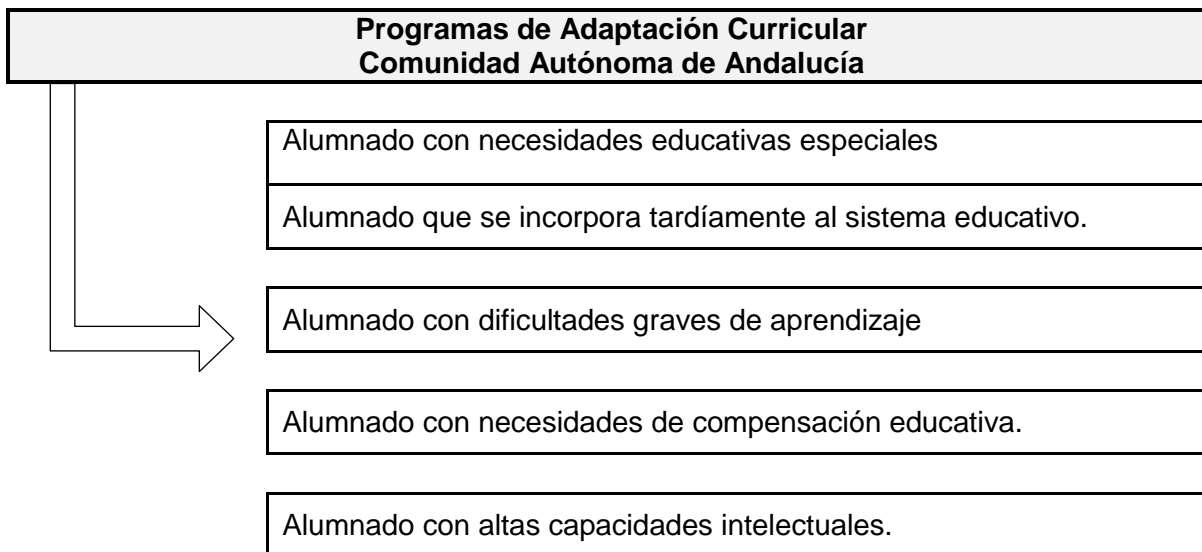 Programas de Adaptación Curricular
Comunidad Autónoma de Andalucía
Alumnado con necesidades educativas especiales
Alumnado que se incorpora tardíamente al sistema educativo.
Alumnado con dificultades graves de aprendizaje
Alumnado con necesidades de compensación educativa.
Alumnado con altas capacidades intelectuales.